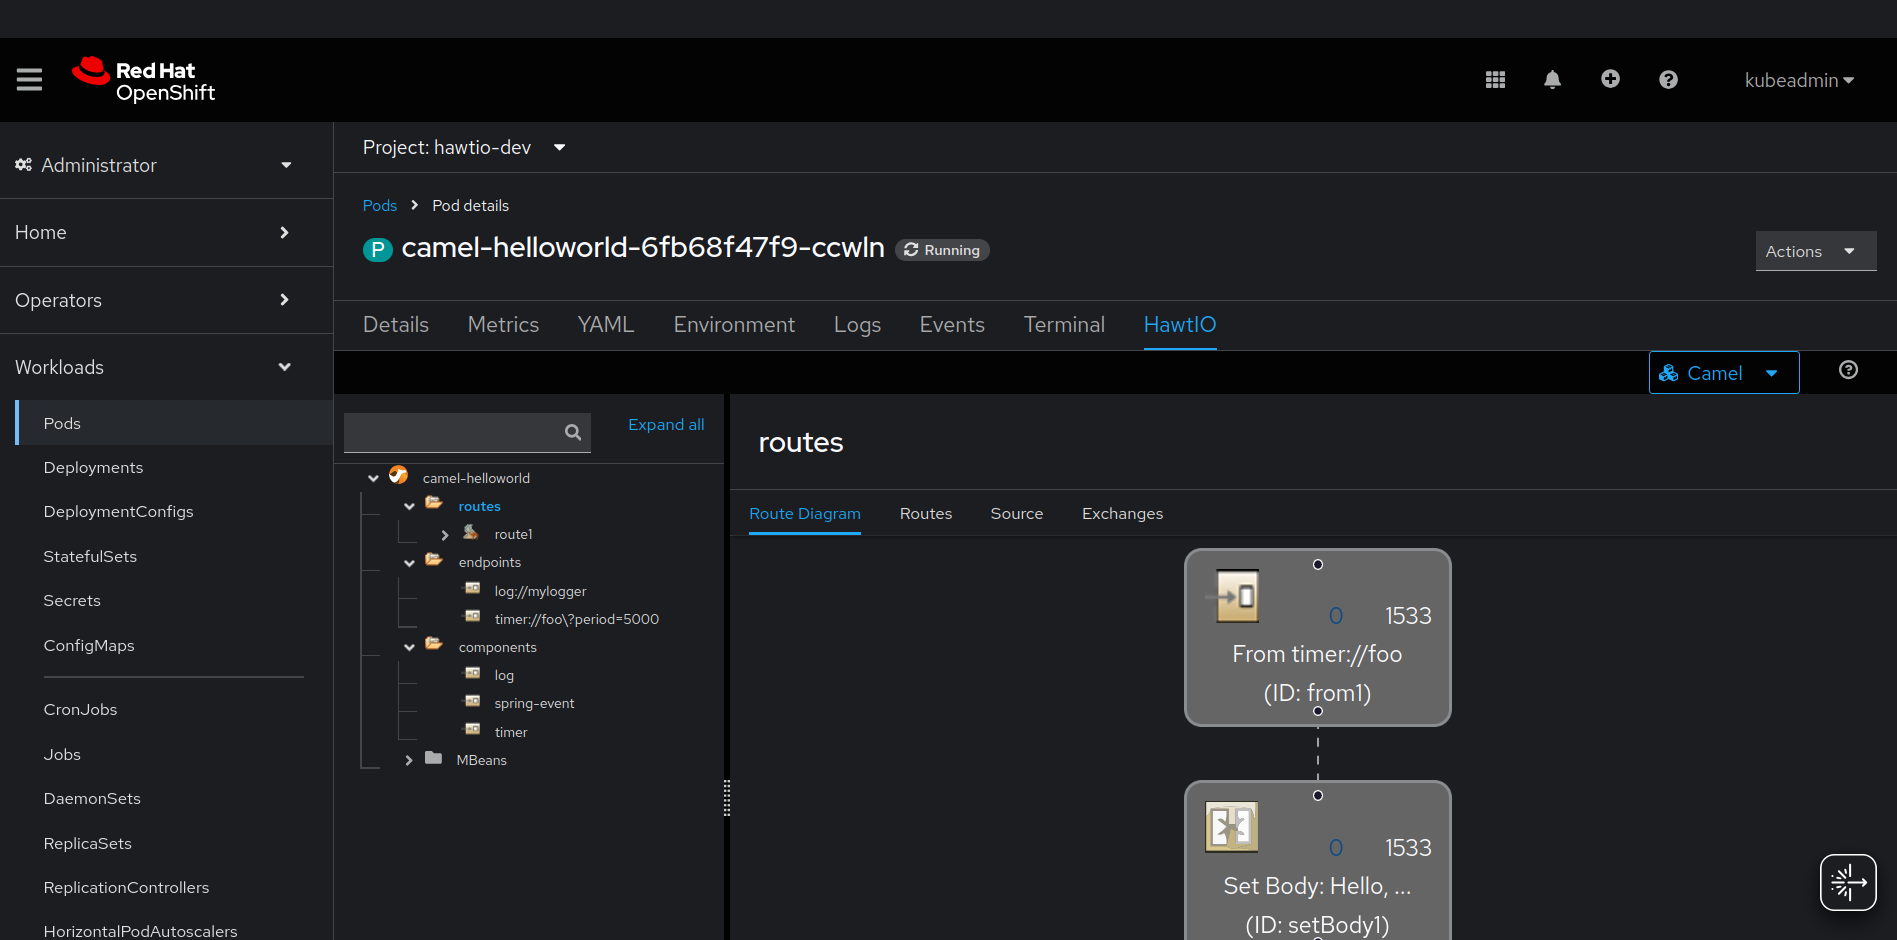 Red Hat
OpenShift
kubeadmin
Administrator
Home
Operators
Workloads
Pods
Deployments
DeploymentConfigs
StatefulSets
Secrets
ConfigMaps
CronJobs
Jobs
DaemonSets
ReplicaSets
ReplicationControllers
HorizontalPodAutoscalers
Project: hawtio-dev
Pods Pod details
P camel-helloworld-6fb68f47f9-ccwln Running
Actions
Details Metrics YAML Environment Logs Events Terminal HawtIO
Camel
Expand all
camel-helloworld
routes
route1
endpoints
log://mylogger
timer://foo\?period=5000
components
log
spring-event
timer
MBeans
routes
Route Diagram Routes Source Exchanges
0 1533
From timer://foo
(ID: from1)
0 1533
Set Body: Hello, ...
(ID: setBody1)